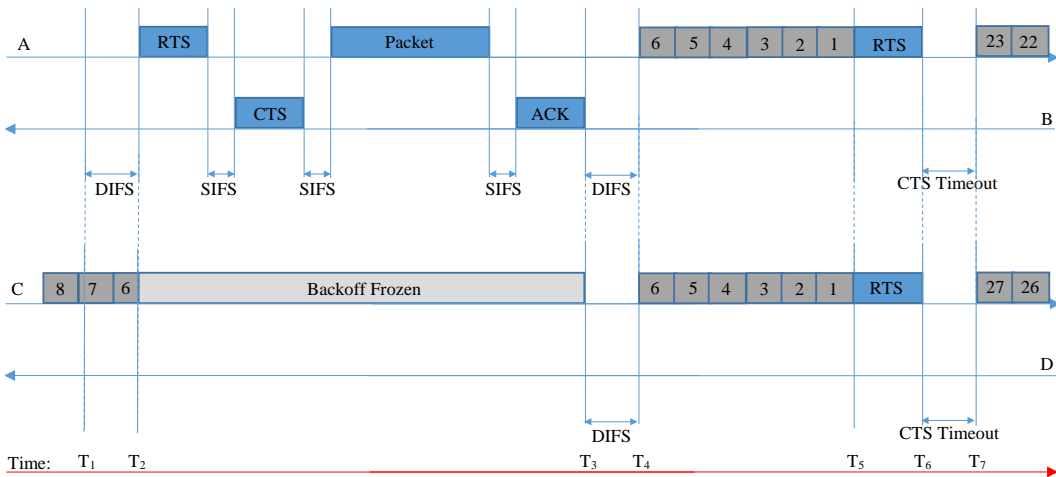 A
RTS
Packet
6 5 4 3 2 1 RTS
23 22
CTS
ACK
B
DIFS
SIFS
SIFS
SIFS
DIFS
CTS Timeout
C
8 7 6
Backoff Frozen
6 5 4 3 2 1 RTS
27 26
D
DIFS
CTS Timeout
Time: T1 T2 T3 T4 T5 T6 T7